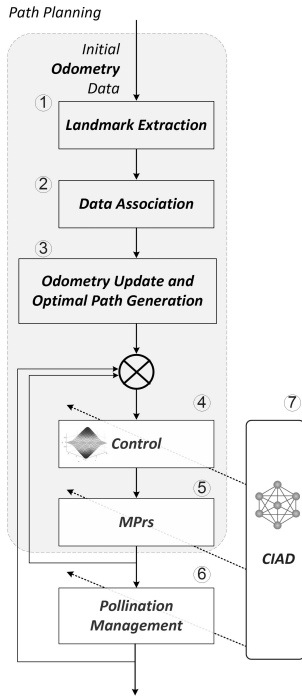 Path Planning
Initial
Odometry
Data
1
Landmark Extraction
2
Data Association
3
Odometry Update and
Optimal Path Generation
4
7
Control
5
MPrs
CIAD
6
Pollination
Management